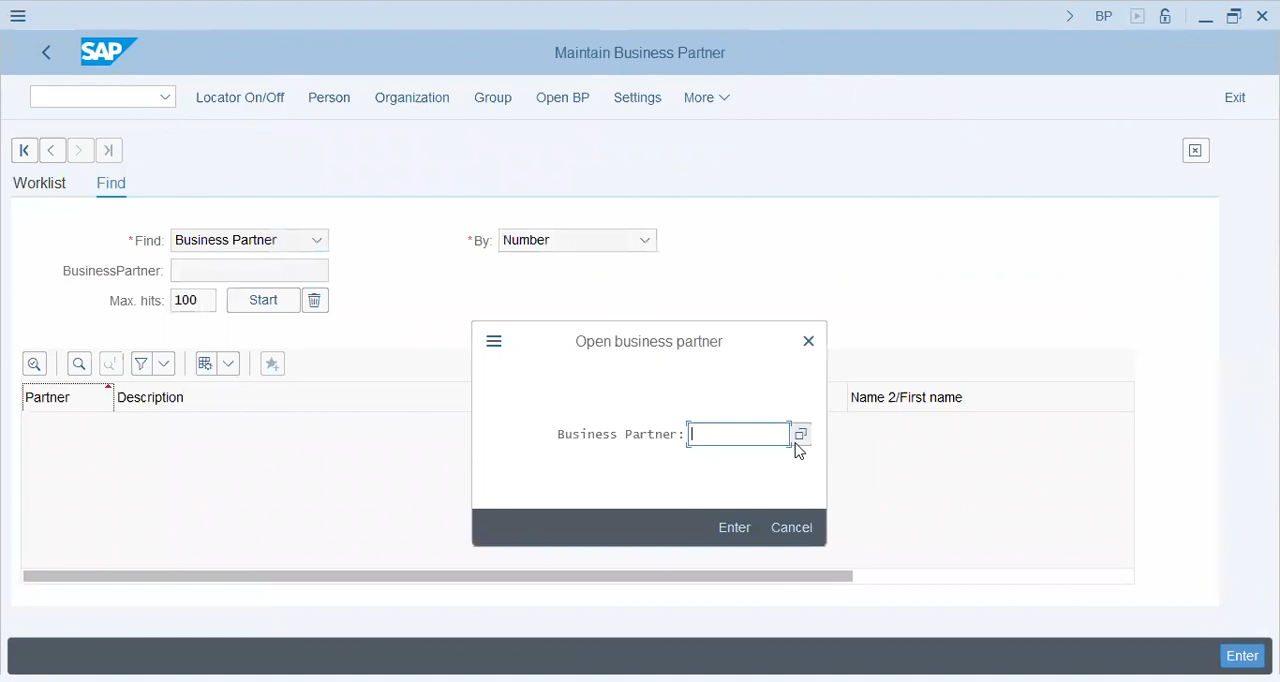 BP
SAP
Maintain Business Partner
Locator On/Off Person Organization Group Open BP Settings More Exit
Worklist Find
*Find: Business Partner *By: Number
BusinessPartner:
Max. hits: 100 Start
Open business partner
Partner Description Name 2/First name
Business Partner:
Enter Cancel
Enter